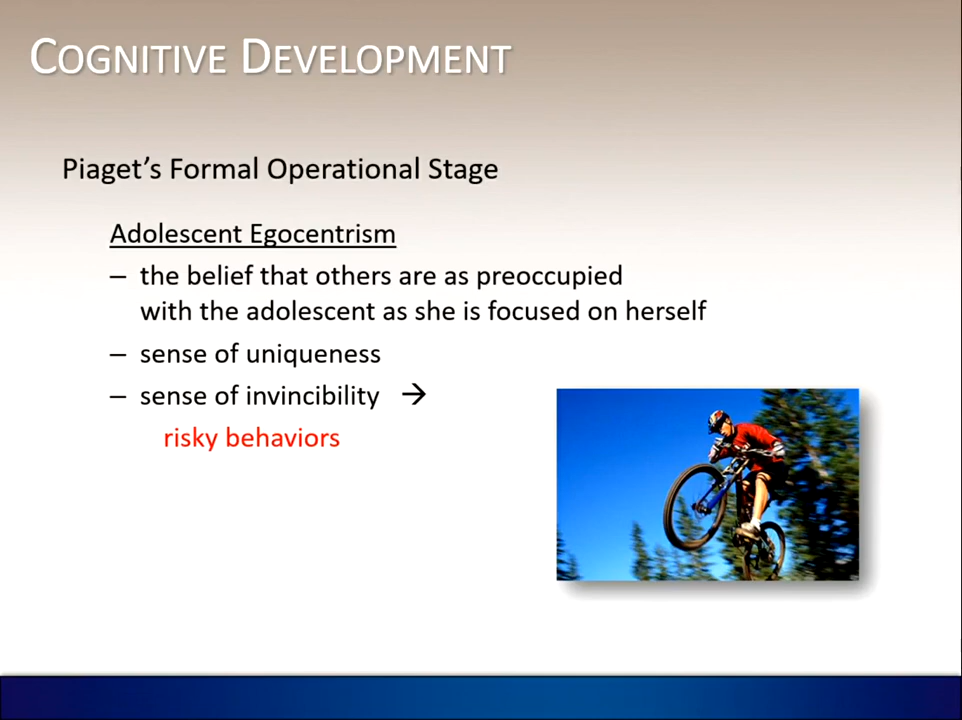 COGNITIVE DEVELOPMENT
Piaget’s Formal Operational Stage
Adolescent Egocentrism
– the belief that others are as preoccupied
with the adolescent as she is focused on herself
– sense of uniqueness
– sense of invincibility →
risky behaviors